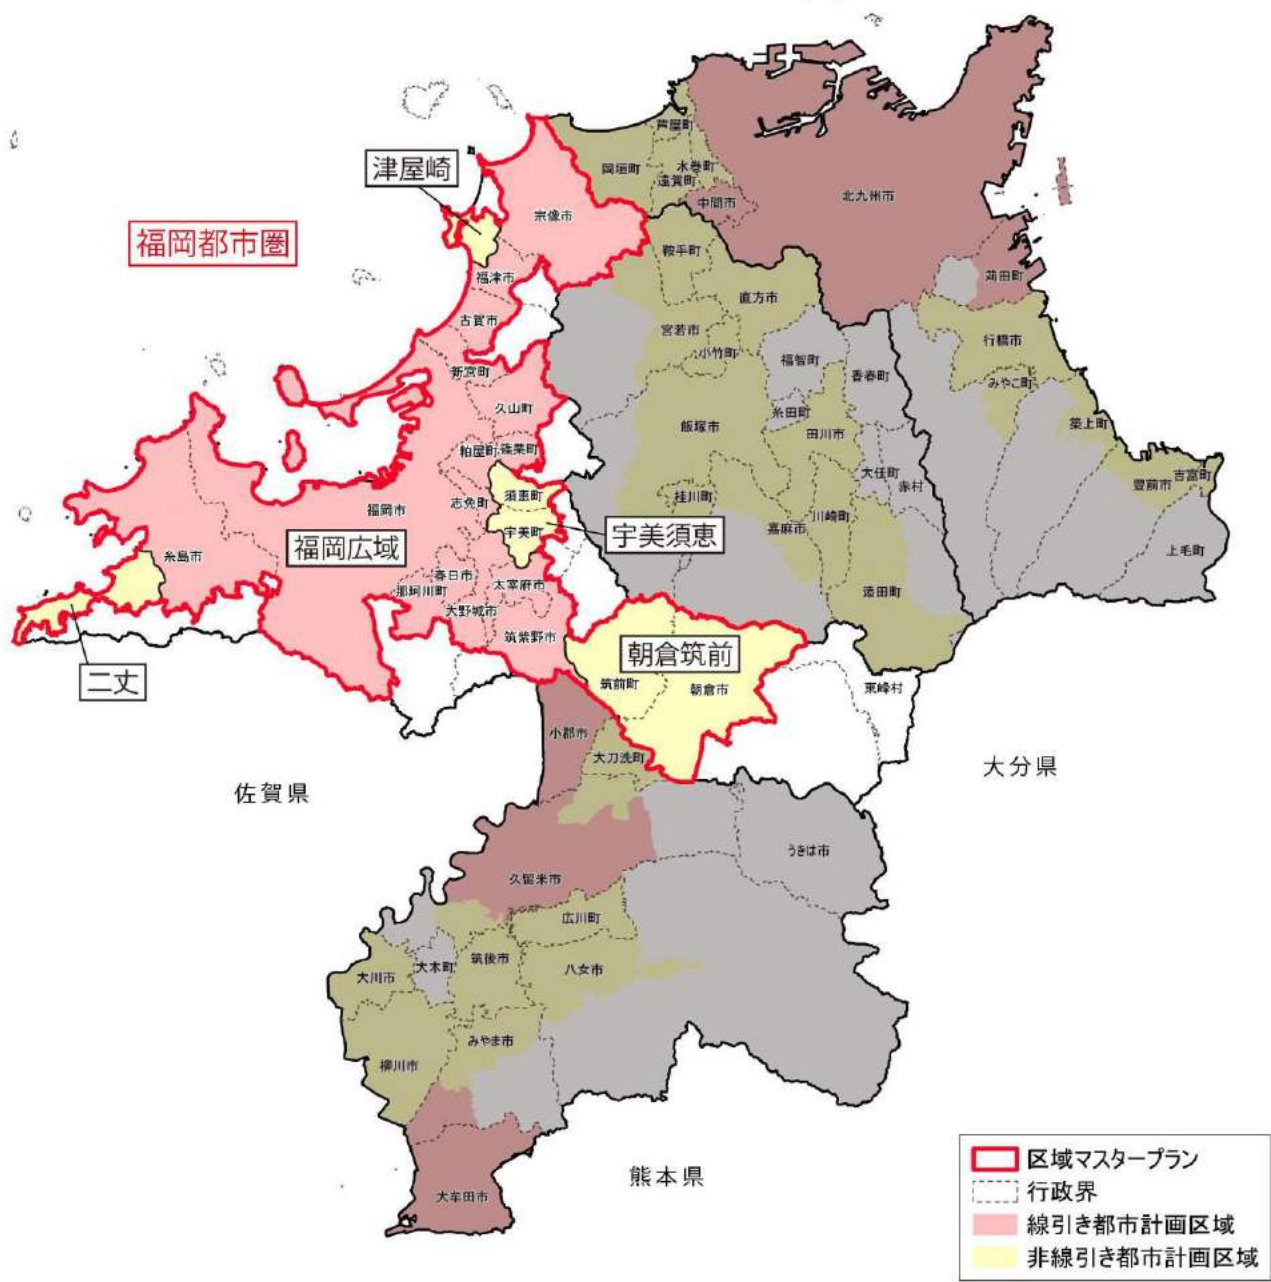 芦屋町
岡垣町
水巻町
遠賀町
中間市
北九州市
津屋崎
宗像市
福岡都市圏
鞍手町
福津市
苅田町
直方市
古賀市
宮若市
行橋市
小竹町
福智町
新宮町
香春町
みやこ町
久山町
糸田町
築上町
飯塚市
田川市
粕屋町
篠栗町
大任町
赤村
吉富町
豊前市
須恵町
桂川町
志免町
福岡市
川崎町
嘉麻市
宇美町
宇美須恵
福岡広域
糸島市
上毛町
春日市
太宰府市
那珂川町
添田町
大野城市
筑紫野市
朝倉筑前
二丈
筑前町
朝倉市
東峰村
小郡市
大刀洗町
大分県
佐賀県
うきは市
久留米市
広川町
筑後市
大木町
八女市
大川市
みやま市
柳川市
熊本県
大牟田市
区域マスタープラン
行政界
線引き都市計画区域
非線引き都市計画区域